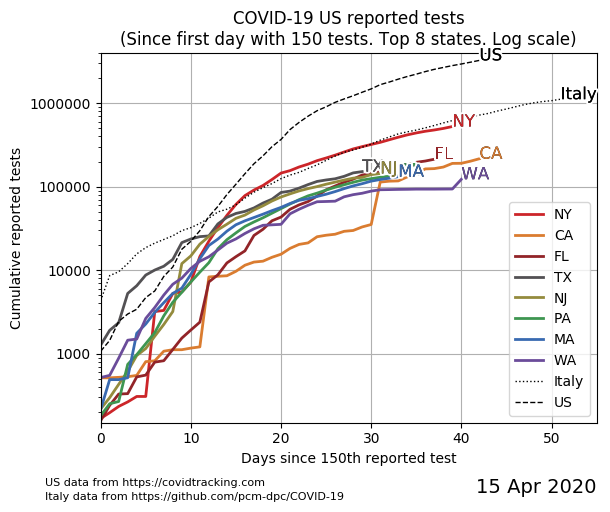 COVID-19 US reported tests
(Since first day with 150 tests. Top 8 states. Log scale)
US
1000000
Italy
NY
FL
CA
TX
NJ
MA
WA
100000
10000
1000
Cumulative reported tests
NY
CA
FL
TX
NJ
PA
MA
WA
Italy
US
0 10 20 30 40 50
Days since 150th reported test
US data from https://covidtracking.com
Italy data from https://github.com/pcm-dpc/COVID-19
15 Apr 2020